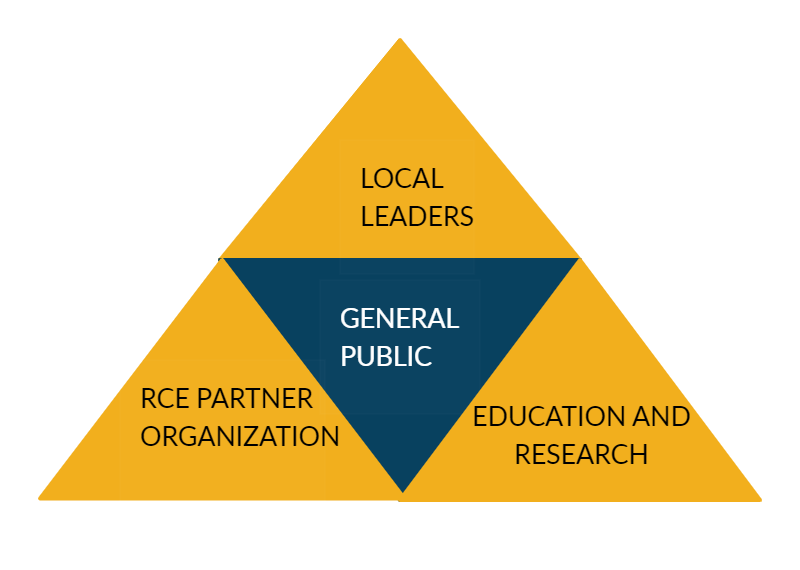 LOCAL
LEADERS
GENERAL
PUBLIC
RCE PARTNER
ORGANIZATION
EDUCATION AND
RESEARCH